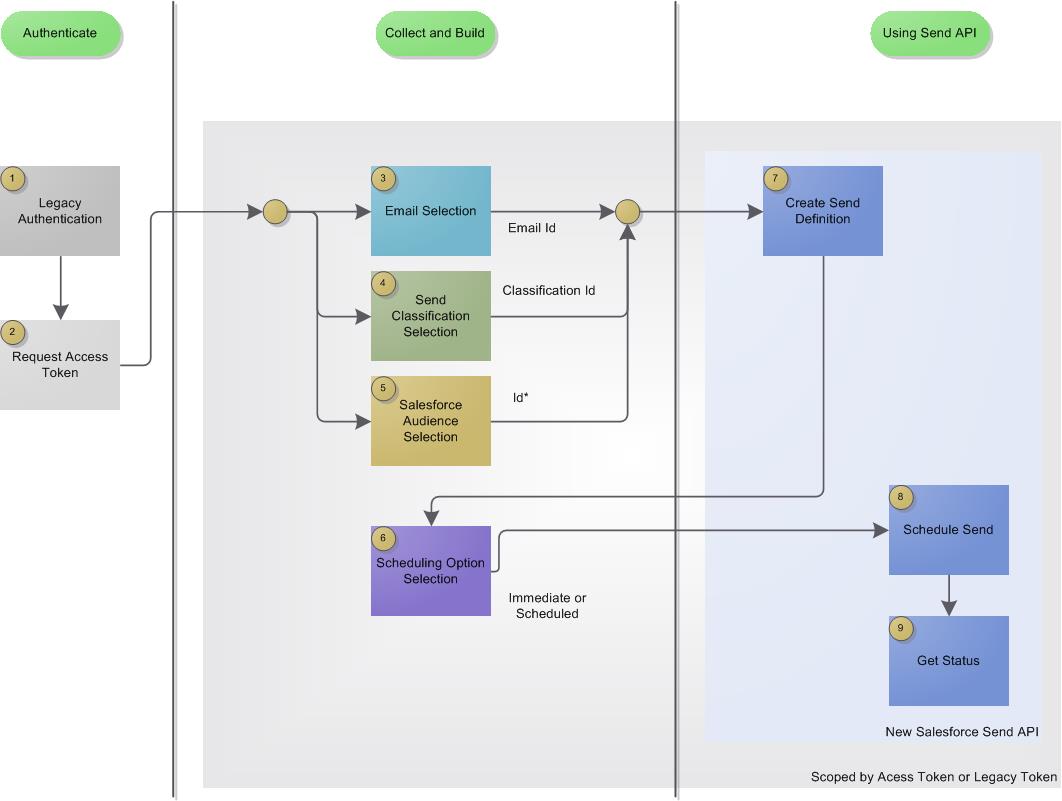 Authenticate
Collect and Build
Using Send API
1
Legacy
Authentication
2
Request Access
Token
3
Email Selection
Email Id
4
Send
Classification
Selection
Classification Id
5
Salesforce
Audience
Selection
Id*
6
Scheduling Option
Selection
Immediate or
Scheduled
7
Create Send
Definition
8
Schedule Send
9
Get Status
New Salesforce Send API
Scoped by Acess Token or Legacy Token